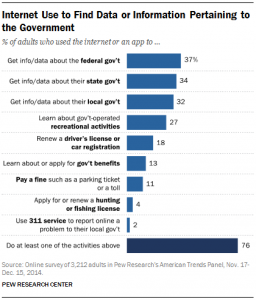 Internet Use to Find Data or Information Pertaining to
the Government
% of adults who used the internet or an app to ...
Get info/data about the federal gov't 37%
Get info/data about their state gov't 34
Get info/data about their local gov't 32
Learn about gov't-operated
recreational activities 27
Renew a driver's license or
car registration 18
Learn about or apply for gov't benefits 13
Pay a fine such as a parking ticket
or a toll 11
Apply for or renew a hunting
or fishing license 4
Use 311 service to report online a
problem to their local gov't 2
Do at least one of the activities above 76
Source: Online survey of 3,212 adults in Pew Research's American Trends Panel, Nov. 17-
Dec. 15, 2014.
PEW RESEARCH CENTER